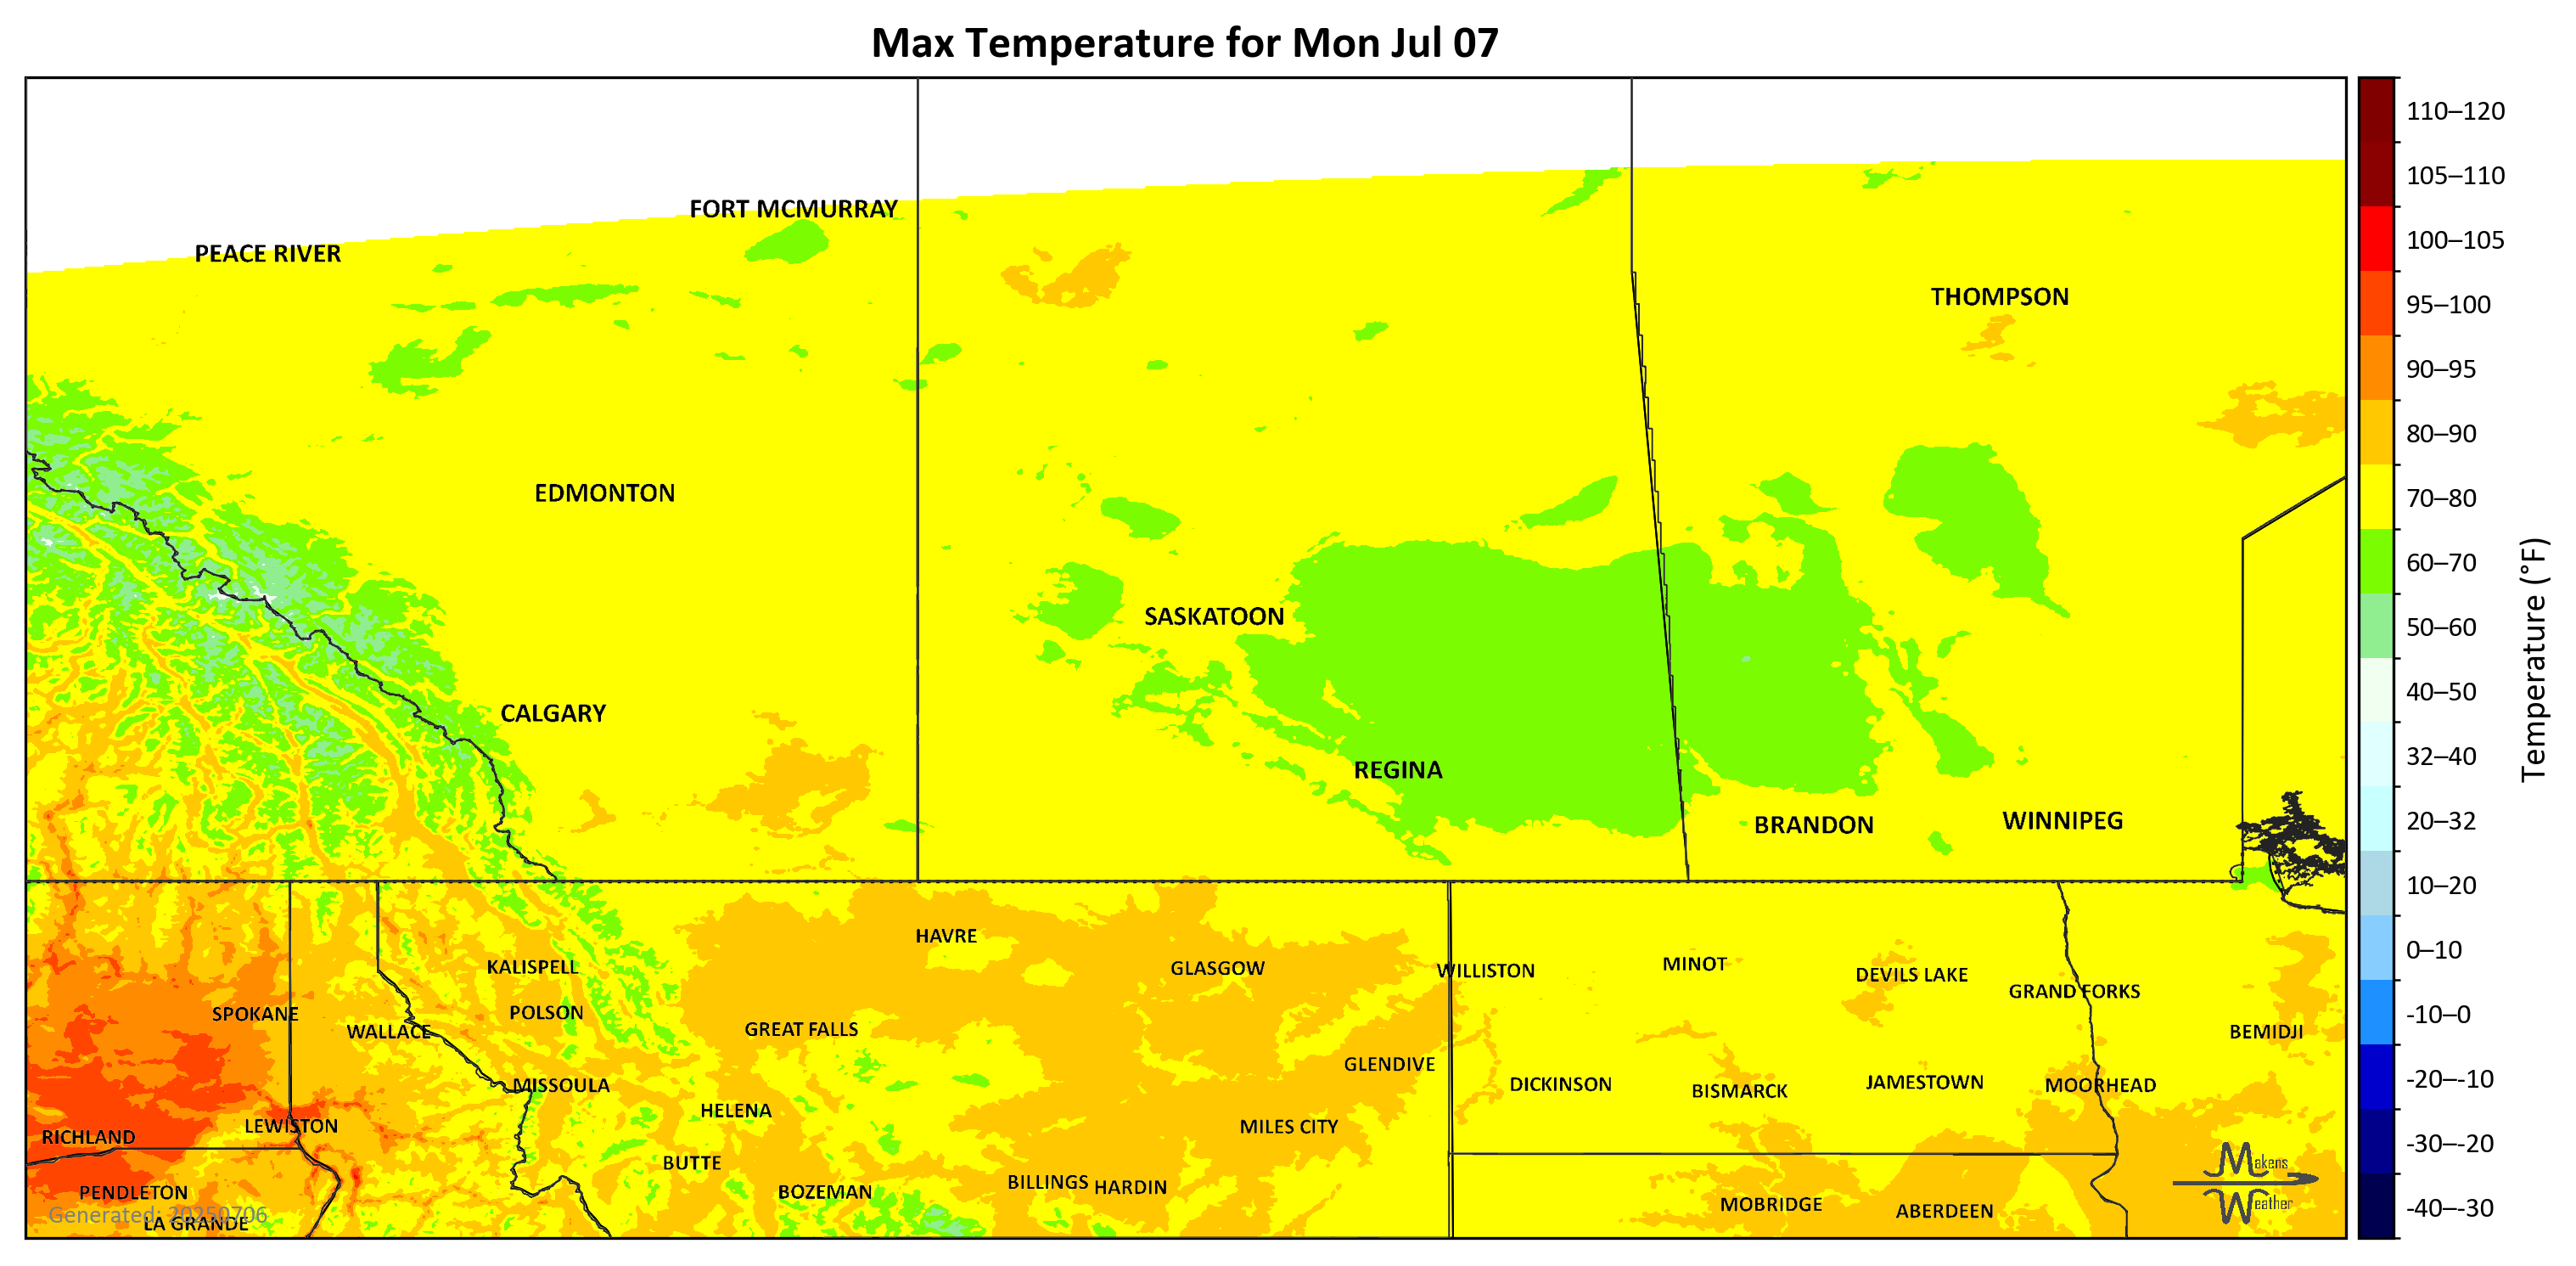 Max Temperature for Mon Jul 07
FORT MCMURRAY
PEACE RIVER
THOMPSON
EDMONTON
SASKATOON
CALGARY
REGINA
BRANDON
WINNIPEG
HAVRE
KALISPELL
GLASGOW
WILLISTON
MINOT
DEVILS LAKE
GRAND FORKS
SPOKANE
POLSON
WALLACE
GREAT FALLS
BEMIDJI
GLENDIVE
MISSOULA
DICKINSON
BISMARCK
JAMESTOWN
MOORHEAD
HELENA
LEWISTON
MILES CITY
RICHLAND
BUTTE
BILLINGS
HARDIN
PENDLETON
BOZEMAN
MOBRIDGE
ABERDEEN
Generated: 20250706
LA GRANDE
Makens
Weather
110–120
105–110
100–105
95–100
90–95
80–90
70–80
60–70
50–60
40–50
32–40
20–32
10–20
0–10
-10–0
-20–-10
-30–-20
-40–-30
Temperature (°F)